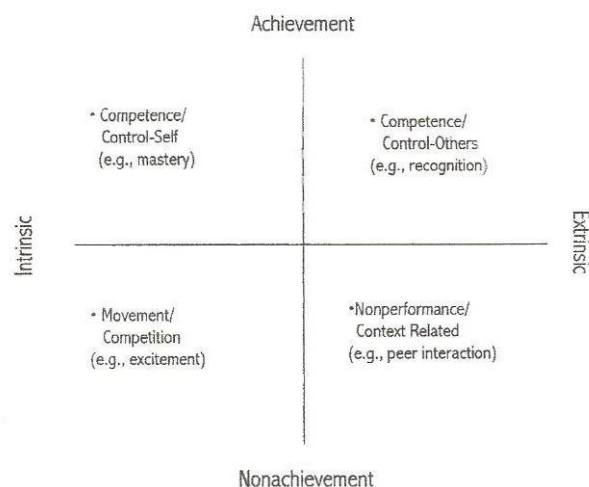 Achievement
• Competence/
Control-Self
(e.g., mastery)
• Competence/
Control-Others
(e.g., recognition)
Intrinsic
Extrinsic
• Movement/
Competition
(e.g., excitement)
•Nonperformance/
Context Related
(e.g., peer interaction)
Nonachievement